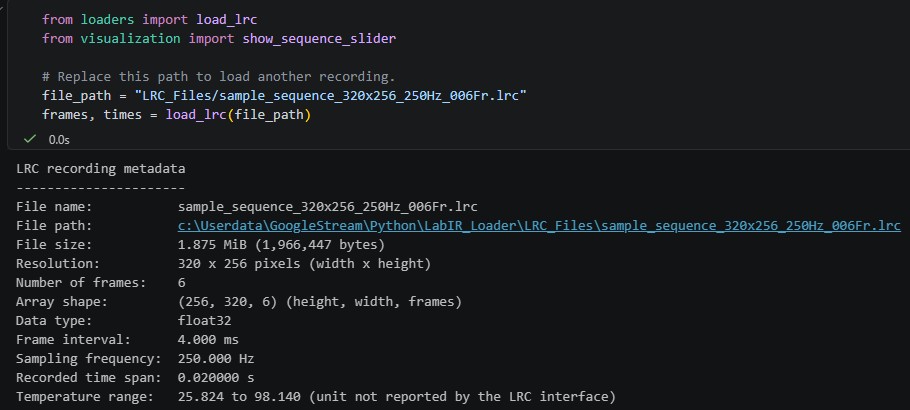 from loaders import load_lrc
from visualization import show_sequence_slider
# Replace this path to load another recording.
file_path = "LRC_Files/sample_sequence_320x256_250Hz_006Fr.lrc"
frames, times = load_lrc(file_path)
0.0s
LRC recording metadata
----------------------
File name: sample_sequence_320x256_250Hz_006Fr.lrc
File path: c:\Userdata\GoogleStream\Python\LabIR_Loader\LRC_Files\sample_sequence_320x256_250Hz_006Fr.lrc
File size: 1.875 MiB (1,966,447 bytes)
Resolution: 320 x 256 pixels (width x height)
Number of frames: 6
Array shape: (256, 320, 6) (height, width, frames)
Data type: float32
Frame interval: 4.000 ms
Sampling frequency: 250.000 Hz
Recorded time span: 0.020000 s
Temperature range: 25.824 to 98.140 (unit not reported by the LRC interface)